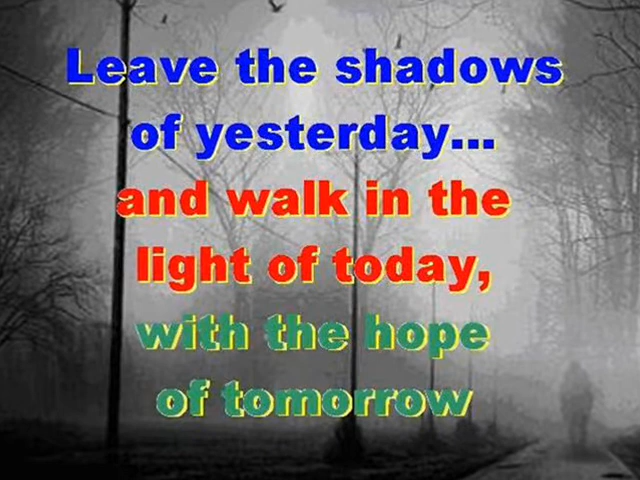 Leave the shadows
of yesterday...
and walk in the
light of today,
with the hope
of tomorrow